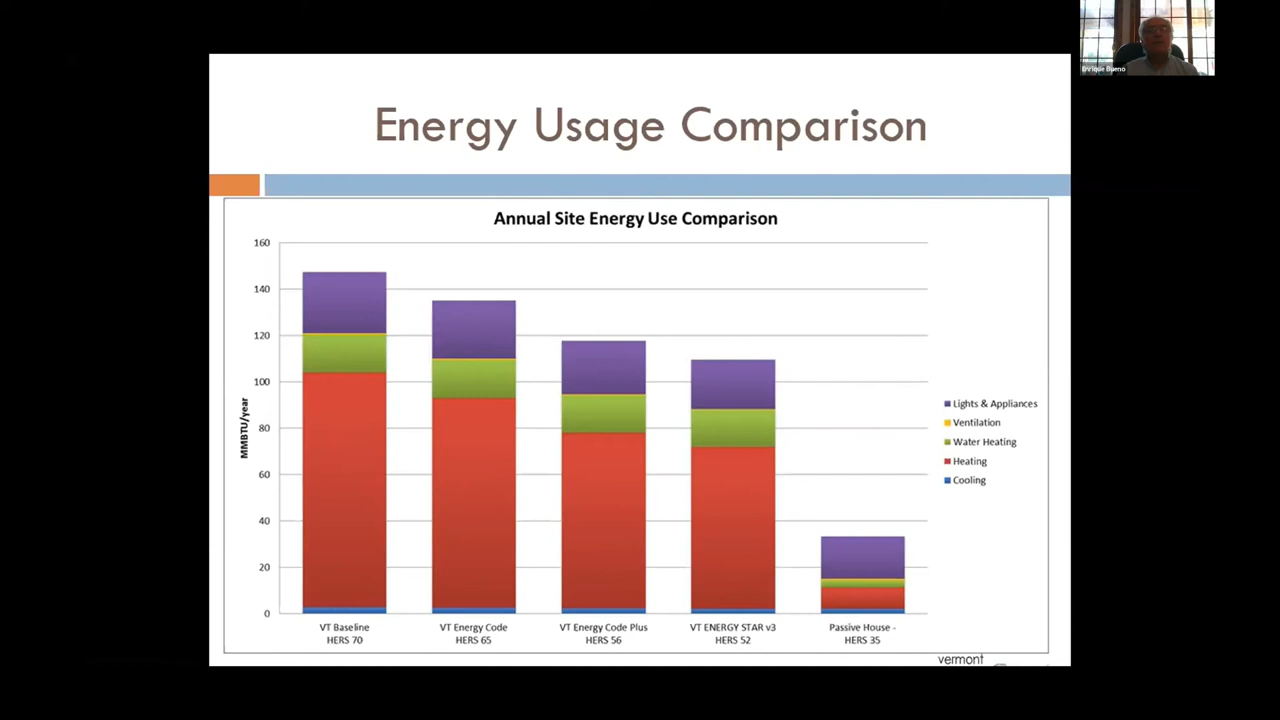 Enrique Bueno
Energy Usage Comparison
Annual Site Energy Use Comparison
MMBTU/year
160
140
120
100
80
60
40
20
0
VT Baseline
HERS 70
VT Energy Code
HERS 65
VT Energy Code Plus
HERS 56
VT ENERGY STAR v3
HERS 52
Passive House -
HERS 35
Lights & Appliances
Ventilation
Water Heating
Heating
Cooling
vermont